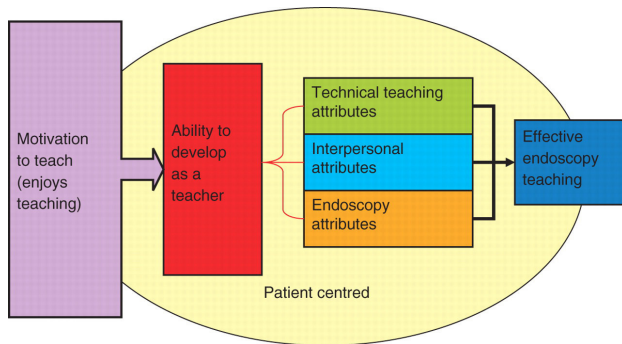 Motivation
to teach
(enjoys
teaching)
Ability to
develop
as a
teacher
Technical teaching
attributes
Interpersonal
attributes
Endoscopy
attributes
Effective
endoscopy
teaching
Patient centred